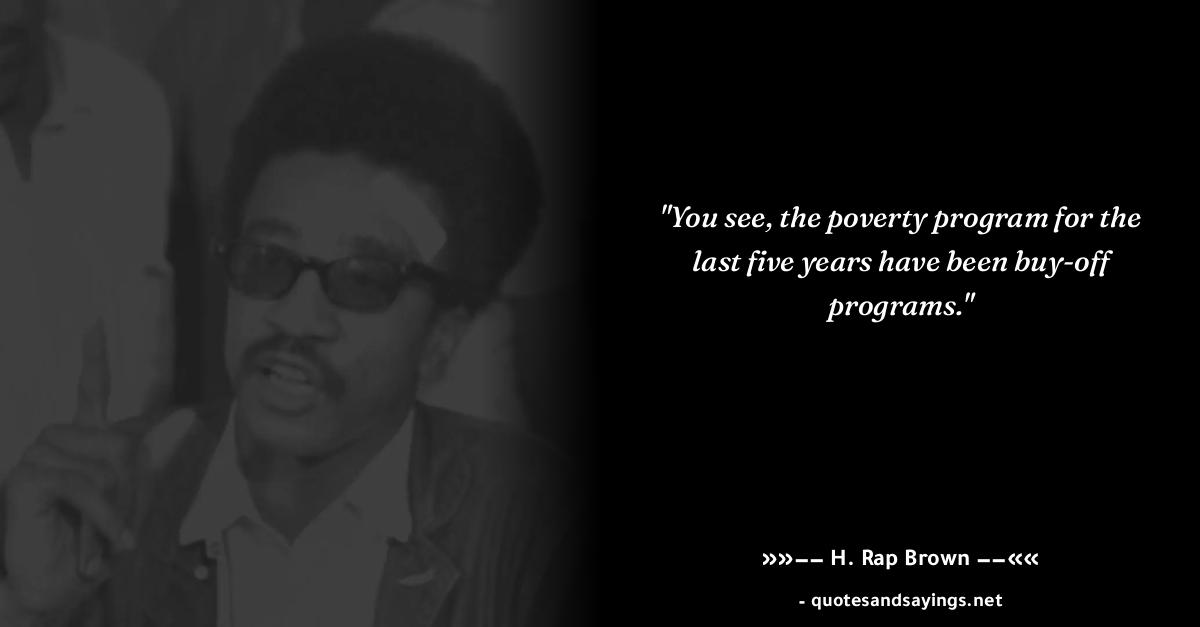 "You see, the poverty program for the
last five years have been buy-off
programs."
»»−− H. Rap Brown −−««
- quotesandsayings.net